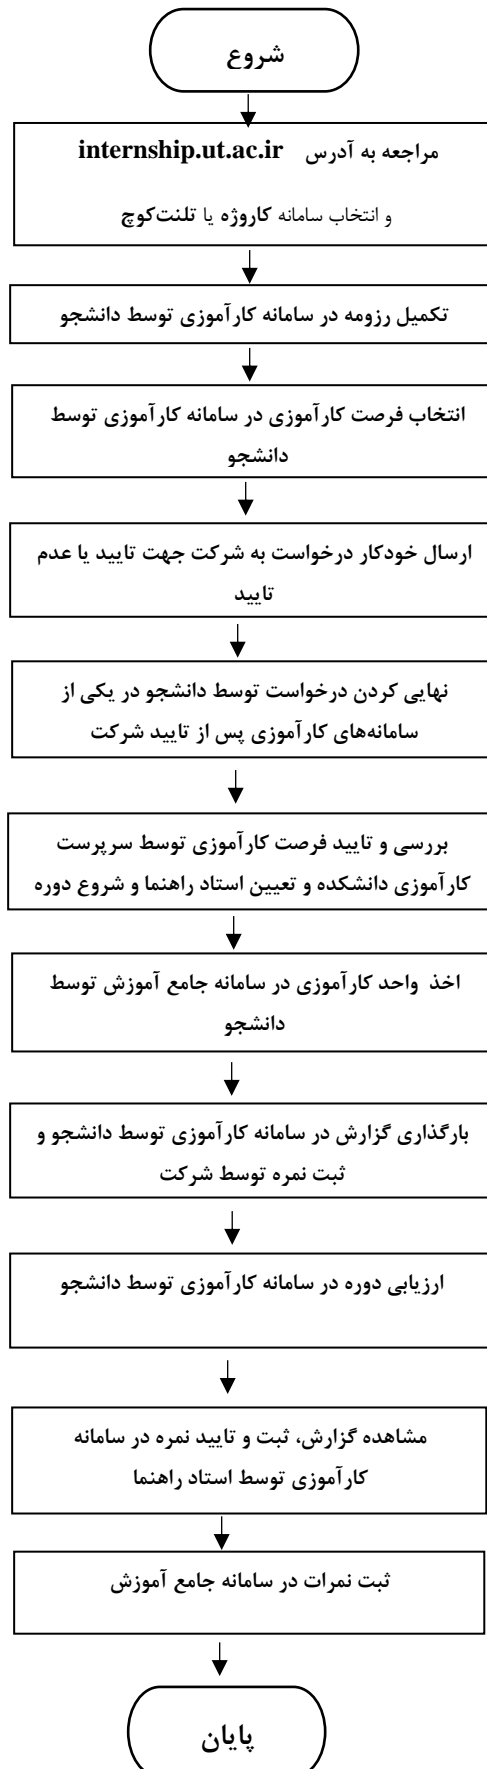 شروع
مراجعه به آدرس internship.ut.ac.ir
و انتخاب سامانه کاروژه یا تلنت‌کوچ
تکمیل رزومه در سامانه کارآموزی توسط دانشجو
انتخاب فرصت کارآموزی در سامانه کارآموزی توسط
دانشجو
ارسال خودکار درخواست به شرکت جهت تایید یا عدم
تایید
نهایی کردن درخواست توسط دانشجو در یکی از
سامانه‌های کارآموزی پس از تایید شرکت
بررسی و تایید فرصت کارآموزی توسط سرپرست
کارآموزی دانشکده و تعیین استاد راهنما و شروع دوره
اخذ واحد کارآموزی در سامانه جامع آموزش توسط
دانشجو
بارگذاری گزارش در سامانه کارآموزی توسط دانشجو و
ثبت نمره توسط شرکت
ارزیابی دوره در سامانه کارآموزی توسط دانشجو
مشاهده گزارش، ثبت و تایید نمره در سامانه
کارآموزی توسط استاد راهنما
ثبت نمرات در سامانه جامع آموزش
پایان